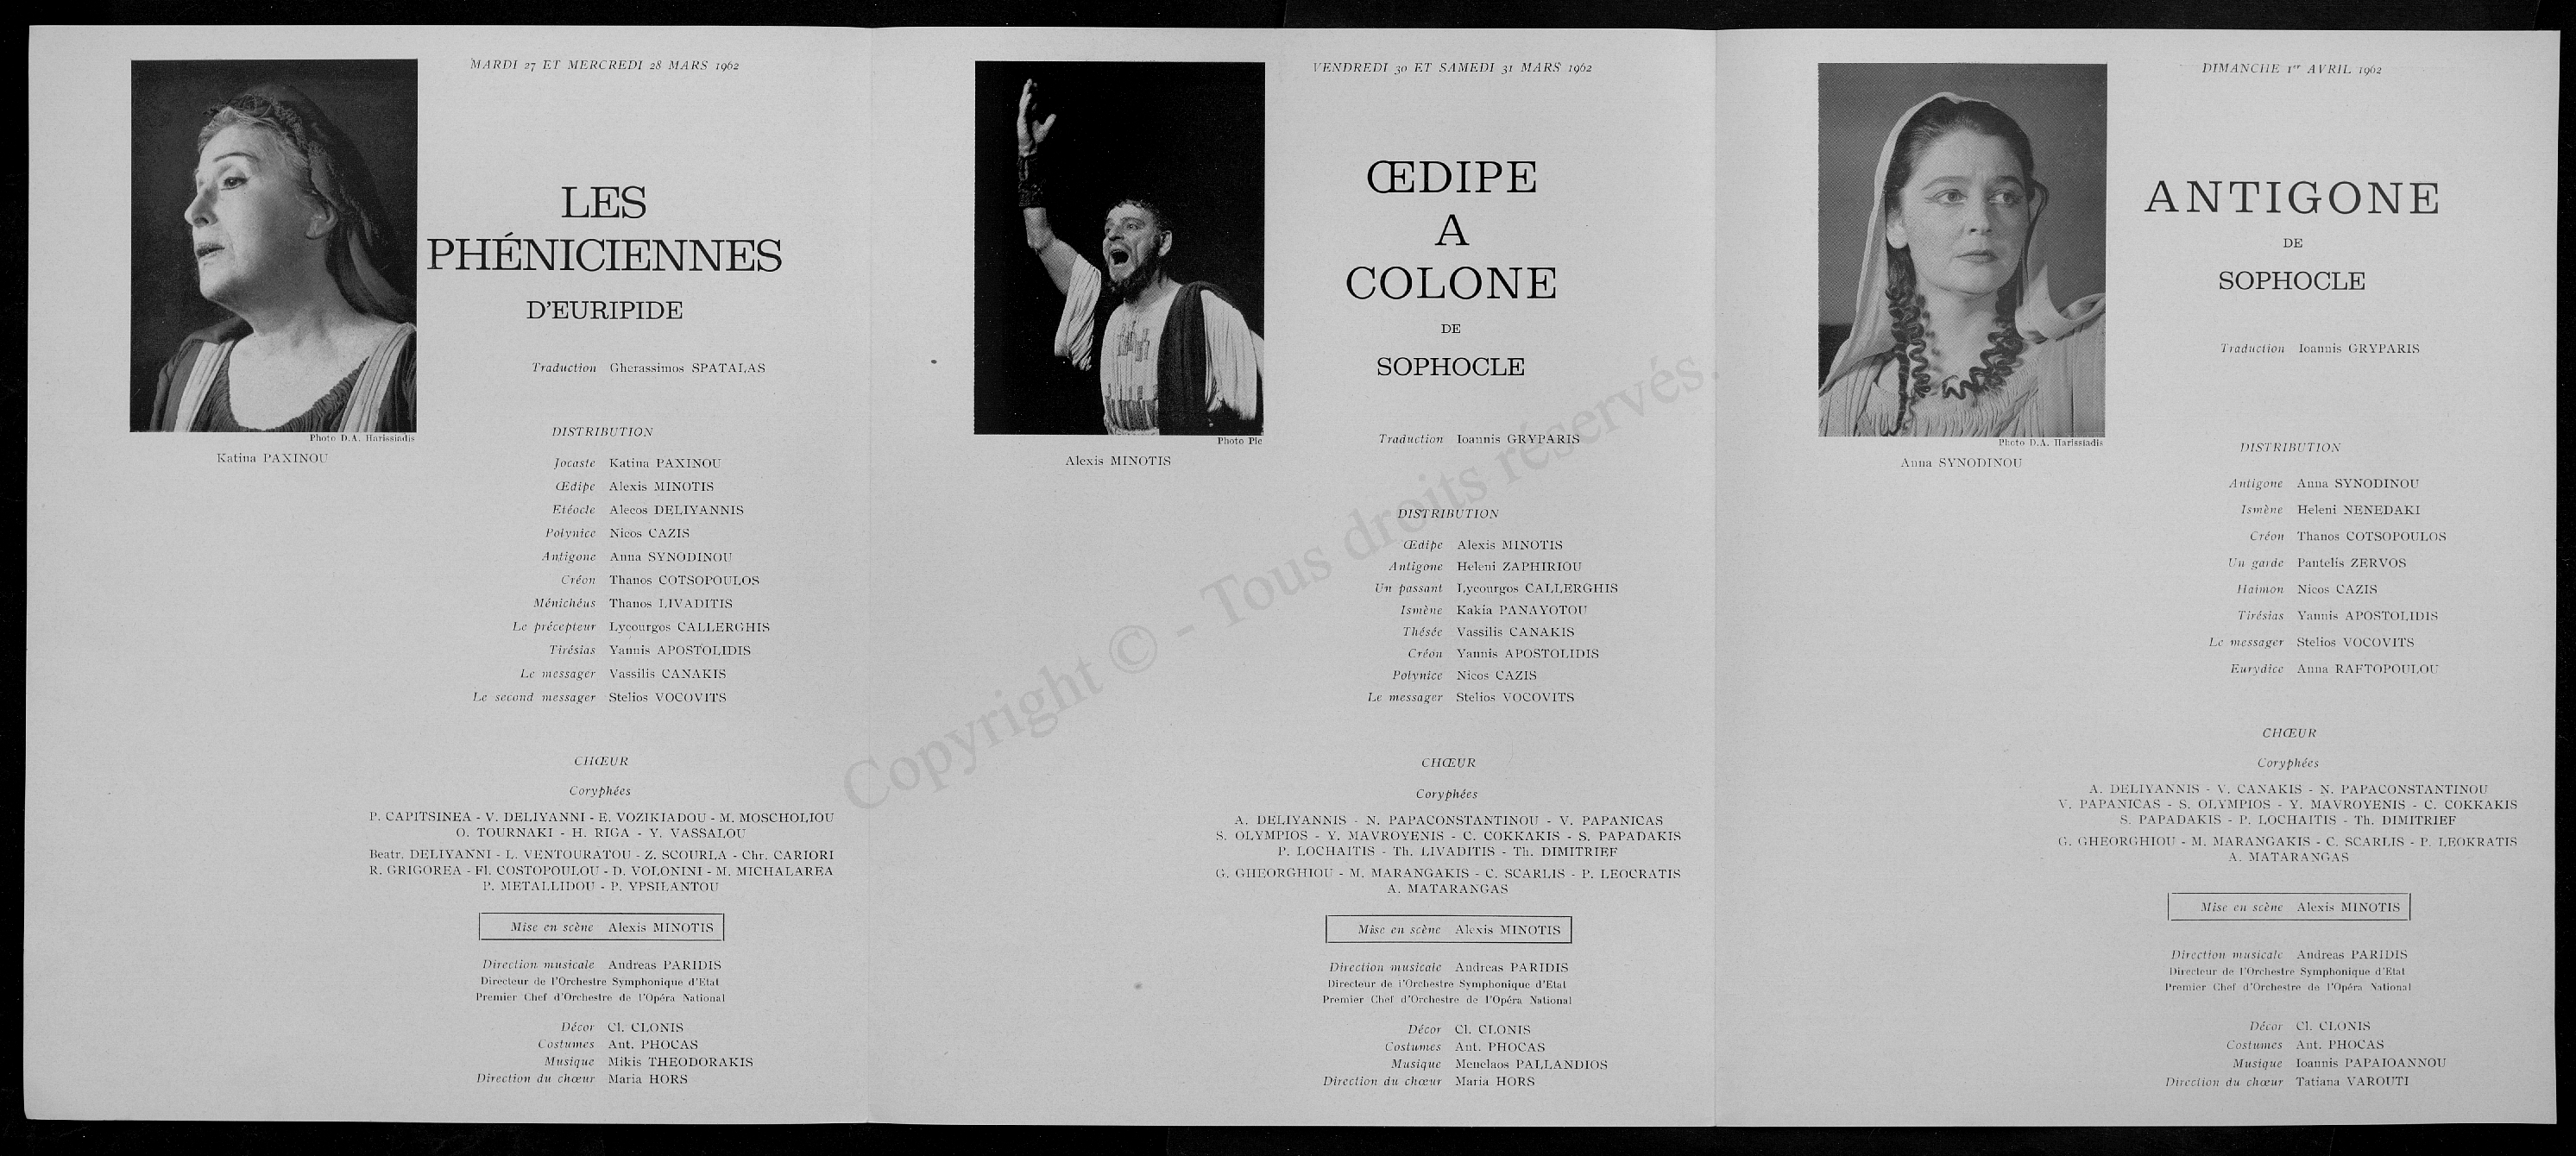 MARDI 27 ET MERCREDI 28 MARS 1962
LES
PHÉNICIENNES
D'EURIPIDE
Traduction Gherassimos SPATALAS
Photo D.A. Harissiadis
Katina PAXINOU
DISTRIBUTION
Jocaste Katina PAXINOU
Œdipe Alexis MINOTIS
Etéocle Alecos DELIYANNIS
Polynice Nicos CAZIS
Antigone Anna SYNODINOU
Créon Thanos COTSOPOULOS
Ménichéus Thanos LIVADITIS
Le précepteur Lycourgos CALLERGHIS
Tirésias Yannis APOSTOLIDIS
Le messager Vassilis CANAKIS
Le second messager Stelios VOCOVITS
CHŒUR
Coryphées
P. CAPITSINEA - V. DELIYANNI - E. VOZIKIADOU - M. MOSCHOLIOU
O. TOURNAKI - H. RIGA - Y. VASSALOU
Beatr. DELIYANNI - L. VENTOURATOU - Z. SCOURLA - Chr. CARIORI
R. GRIGOREA - Fl. COSTOPOULOU - D. VOLONINI - M. MICHALAREA
P. METALLIDOU - P. YPSILANTOU
Mise en scène Alexis MINOTIS
Direction musicale Andreas PARIDIS
Directeur de l'Orchestre Symphonique d'Etat
Premier Chef d'Orchestre de l'Opéra National
Décor Cl. CLONIS
Costumes Ant. PHOCAS
Musique Mikis THEODORAKIS
Direction du chœur Maria HORS
VENDREDI 30 ET SAMEDI 31 MARS 1962
ŒDIPE
A
COLONE
DE
SOPHOCLE
Photo Pic
Alexis MINOTIS
Traduction Ioannis GRYPARIS
DISTRIBUTION
Œdipe Alexis MINOTIS
Antigone Heleni ZAPHIRIOU
Un passant Lycourgos CALLERGHIS
Ismène Kakia PANAYOTOU
Thésée Vassilis CANAKIS
Créon Yannis APOSTOLIDIS
Polynice Nicos CAZIS
Le messager Stelios VOCOVITS
CHŒUR
Coryphées
A. DELIYANNIS - N. PAPACONSTANTINOU - V. PAPANICAS
S. OLYMPIOS - Y. MAVROYENIS - C. COKKAKIS - S. PAPADAKIS
P. LOCHAITIS - Th. LIVADITIS - Th. DIMITRIEF
G. GHEORGHIOU - M. MARANGAKIS - C. SCARLIS - P. LEOCRATIS
A. MATARANGAS
Mise en scène Alexis MINOTIS
Direction musicale Andreas PARIDIS
Directeur de l'Orchestre Symphonique d'Etat
Premier Chef d'Orchestre de l'Opéra National
Décor Cl. CLONIS
Costumes Ant. PHOCAS
Musique Menelaos PALLANDIOS
Direction du chœur Maria HORS
DIMANCHE 1er AVRIL 1962
ANTIGONE
DE
SOPHOCLE
Traduction Ioannis GRYPARIS
Photo D.A. Harissiadis
Anna SYNODINOU
DISTRIBUTION
Antigone Anna SYNODINOU
Ismène Heleni NENEDAKI
Créon Thanos COTSOPOULOS
Un garde Pantelis ZERVOS
Haimon Nicos CAZIS
Tirésias Yannis APOSTOLIDIS
Le messager Stelios VOCOVITS
Eurydice Anna RAFTOPOULOU
CHŒUR
Coryphées
A. DELIYANNIS - V. CANAKIS - N. PAPACONSTANTINOU
V. PAPANICAS - S. OLYMPIOS - Y. MAVROYENIS - C. COKKAKIS
S. PAPADAKIS - P. LOCHAITIS - Th. DIMITRIEF
G. GHEORGHIOU - M. MARANGAKIS - C. SCARLIS - P. LEOKRATIS
A. MATARANGAS
Mise en scène Alexis MINOTIS
Direction musicale Andreas PARIDIS
Directeur de l'Orchestre Symphonique d'Etat
Premier Chef d'Orchestre de l'Opéra National
Décor Cl. CLONIS
Costumes Ant. PHOCAS
Musique Ioannis PAPAIOANNOU
Direction du chœur Tatiana VAROUTI
Copyright © - Tous droits réservés.